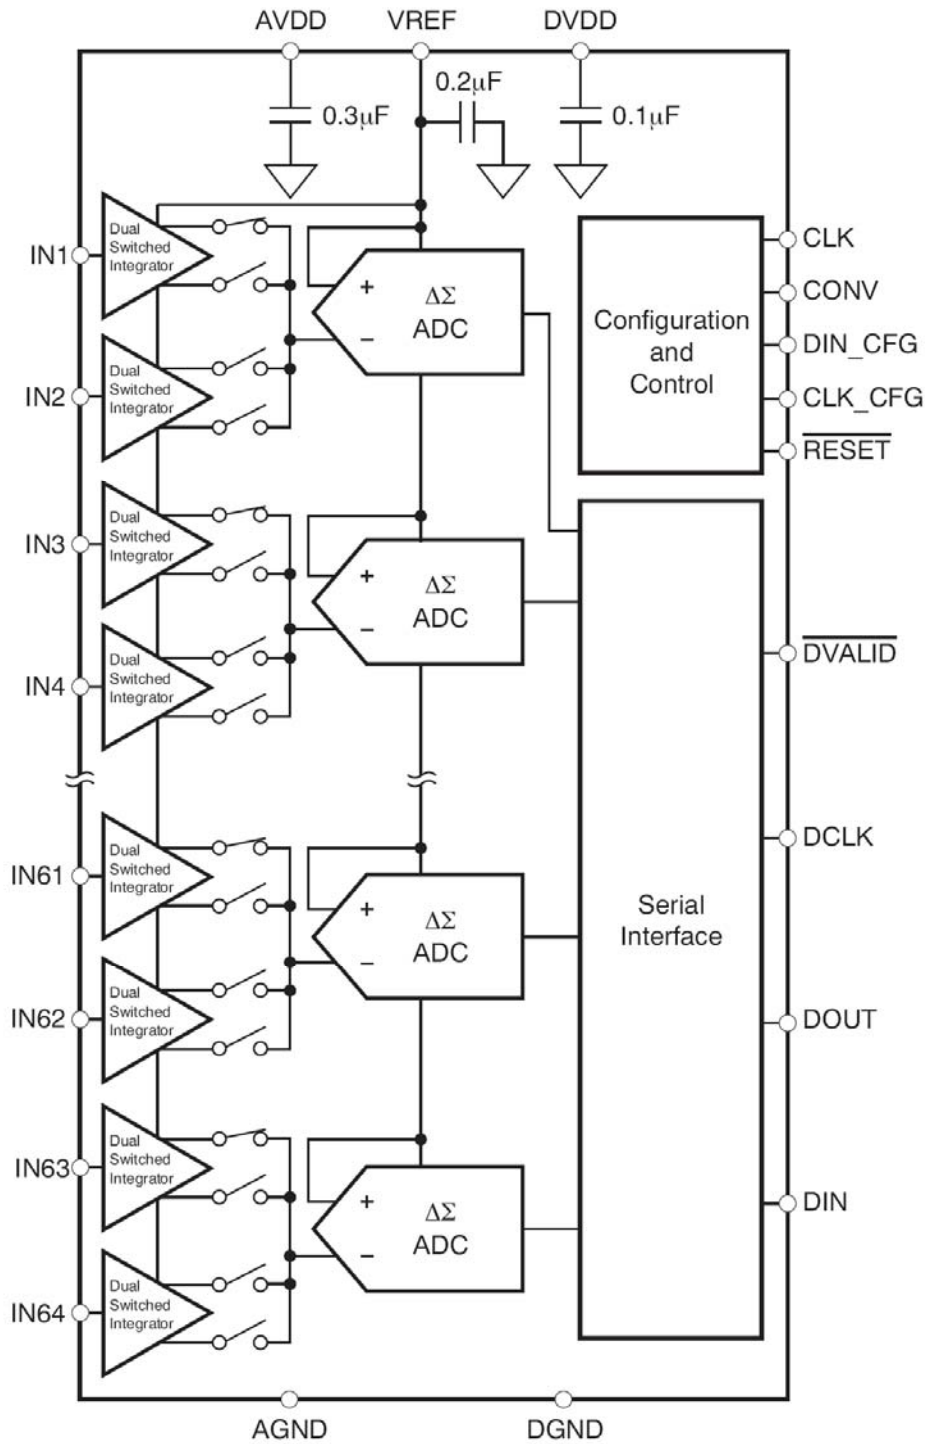 AVDD VREF DVDD
0.3µF
0.2µF
0.1µF
IN1
Dual
Switched
Integrator
+
−
ΔΣ
ADC
IN2
Dual
Switched
Integrator
Configuration
and
Control
CLK
CONV
DIN_CFG
CLK_CFG
RESET
IN3
Dual
Switched
Integrator
+
−
ΔΣ
ADC
IN4
Dual
Switched
Integrator
DVALID
IN61
Dual
Switched
Integrator
+
−
ΔΣ
ADC
Serial
Interface
DCLK
IN62
Dual
Switched
Integrator
DOUT
IN63
Dual
Switched
Integrator
+
−
ΔΣ
ADC
DIN
IN64
Dual
Switched
Integrator
AGND DGND